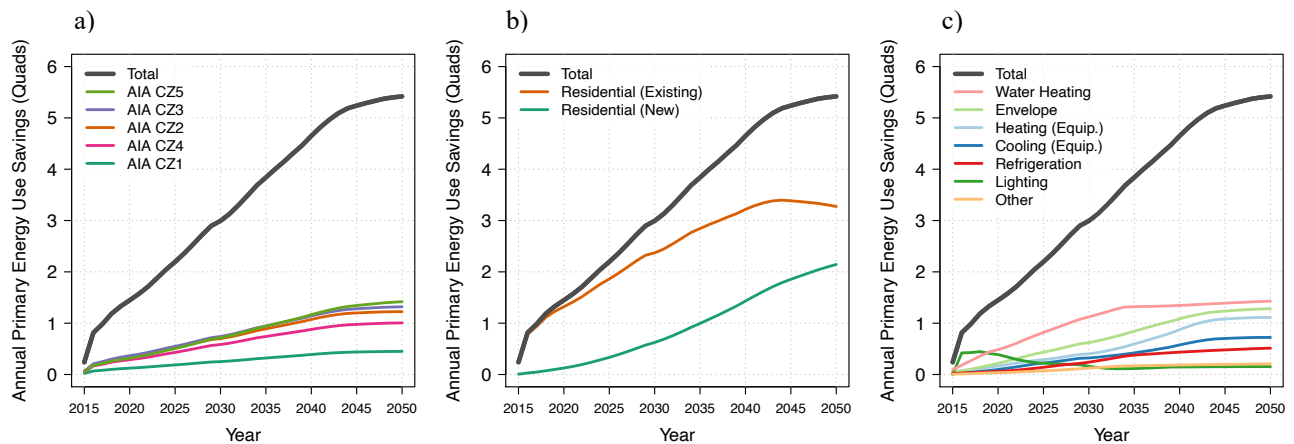 a)
Annual Primary Energy Use Savings (Quads)
6
5
4
3
2
1
0
Total
AIA CZ5
AIA CZ3
AIA CZ2
AIA CZ4
AIA CZ1
2015 2020 2025 2030 2035 2040 2045 2050
Year
b)
Annual Primary Energy Use Savings (Quads)
6
5
4
3
2
1
0
Total
Residential (Existing)
Residential (New)
2015 2020 2025 2030 2035 2040 2045 2050
Year
c)
Annual Primary Energy Use Savings (Quads)
6
5
4
3
2
1
0
Total
Water Heating
Envelope
Heating (Equip.)
Cooling (Equip.)
Refrigeration
Lighting
Other
2015 2020 2025 2030 2035 2040 2045 2050
Year